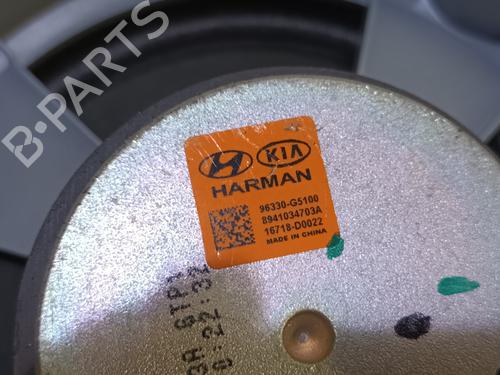 B-PARTS
KIA
HARMAN
96330-G5100
8941034703A
16718-D0022
MADE IN CHINA